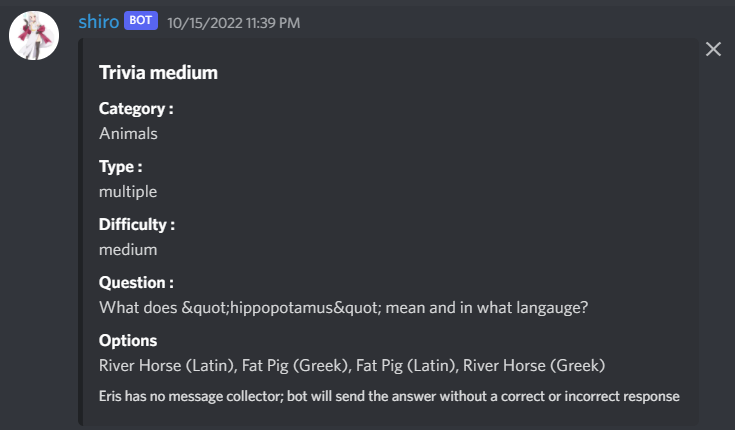 shiro BOT 10/15/2022 11:39 PM
Trivia medium
Category :
Animals
Type :
multiple
Difficulty :
medium
Question :
What does &quot;hippopotamus&quot; mean and in what langauge?
Options
River Horse (Latin), Fat Pig (Greek), Fat Pig (Latin), River Horse (Greek)
Eris has no message collector; bot will send the answer without a correct or incorrect response